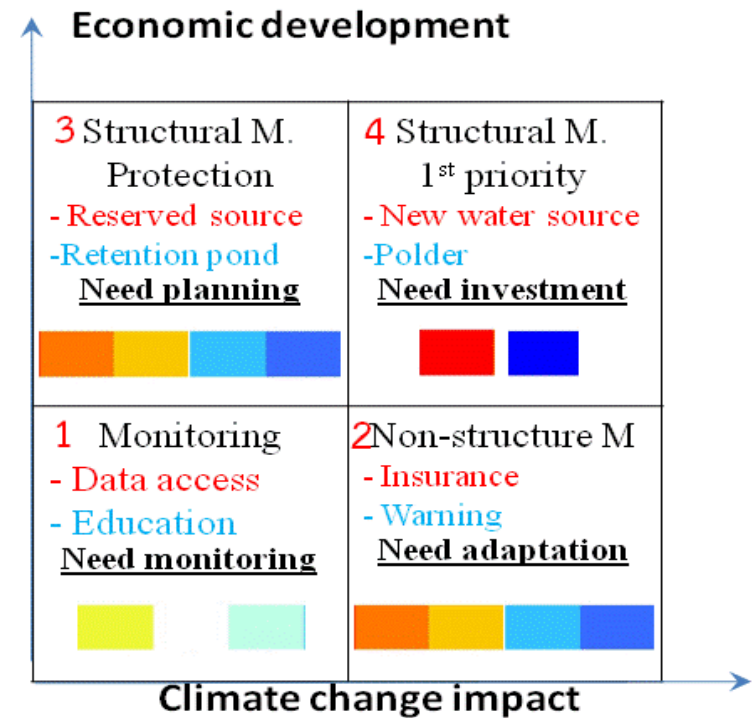 Economic development
3 Structural M.
Protection
- Reserved source
-Retention pond
Need planning
4 Structural M.
1st priority
- New water source
-Polder
Need investment
1 Monitoring
- Data access
- Education
Need monitoring
2Non-structure M
- Insurance
- Warning
Need adaptation
Climate change impact